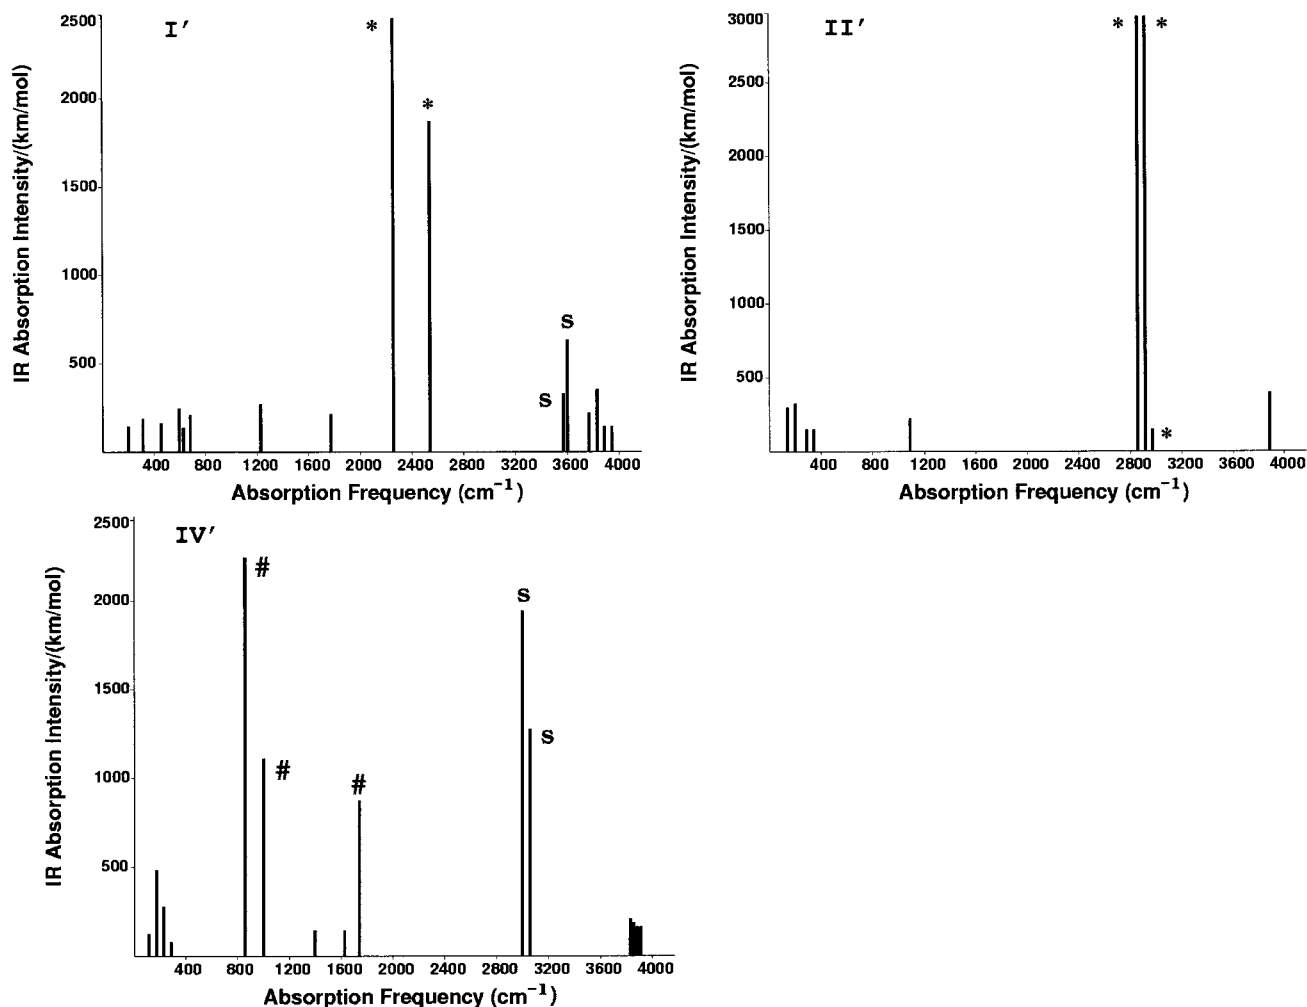 I′
IR Absorption Intensity/(km/mol)
2500
2000
1500
1000
500
*
*
S
S
400 800 1200 1600 2000 2400 2800 3200 3600 4000
Absorption Frequency (cm⁻¹)
II′
IR Absorption Intensity/(km/mol)
3000
2500
2000
1500
1000
500
* *
*
400 800 1200 1600 2000 2400 2800 3200 3600 4000
Absorption Frequency (cm⁻¹)
IV′
IR Absorption Intensity/(km/mol)
2500
2000
1500
1000
500
#
#
#
S
S
400 800 1200 1600 2000 2400 2800 3200 3600 4000
Absorption Frequency (cm⁻¹)